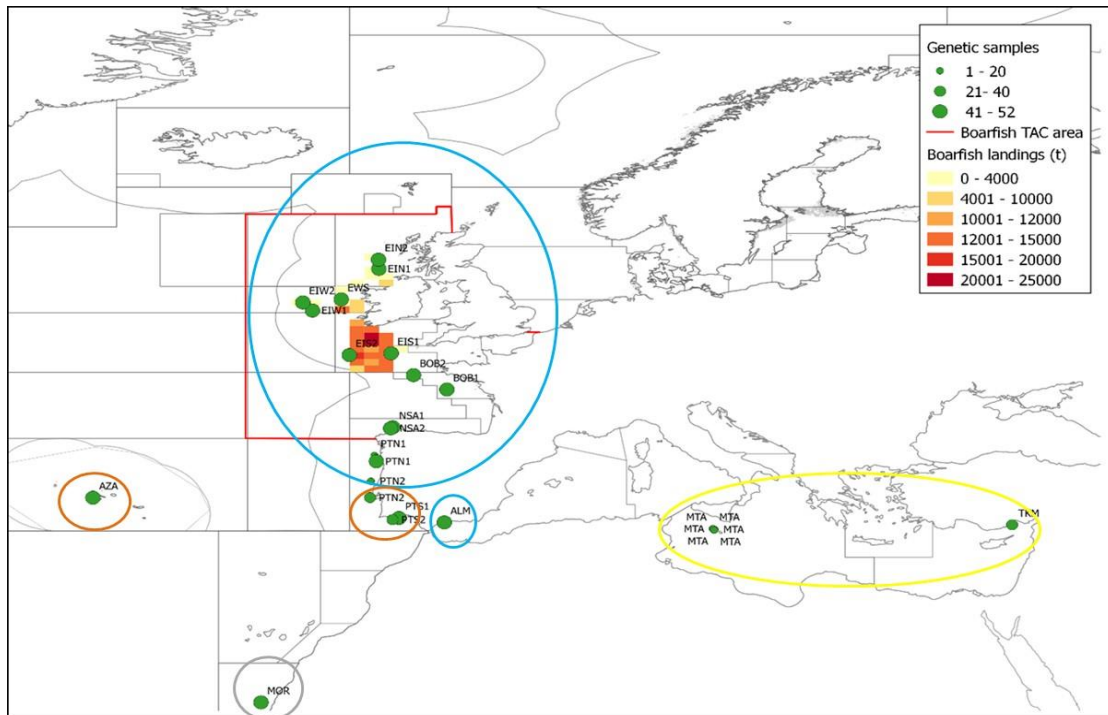 Genetic samples
1 - 20
21- 40
41 - 52
Boarfish TAC area
Boarfish landings (t)
0 - 4000
4001 - 10000
10001 - 12000
12001 - 15000
15001 - 20000
20001 - 25000
EIN2
EIN1
EIW2
EWS
EIW1
EIS2
EIS1
BOB2
BOB1
NSA1
NSA2
PTN1
PTN1
PTN2
PTN2
PTS1
PTS2
AZA
ALM
MTA MTA
MTA MTA
MTA MTA
TKM
MOR